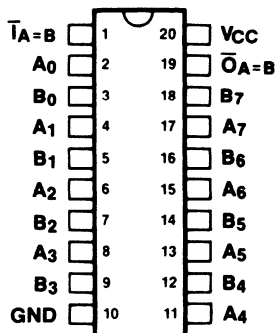 I̅A=B 1 20 VCC
A0 2 19 O̅A=B
B0 3 18 B7
A1 4 17 A7
B1 5 16 B6
A2 6 15 A6
B2 7 14 B5
A3 8 13 A5
B3 9 12 B4
GND 10 11 A4